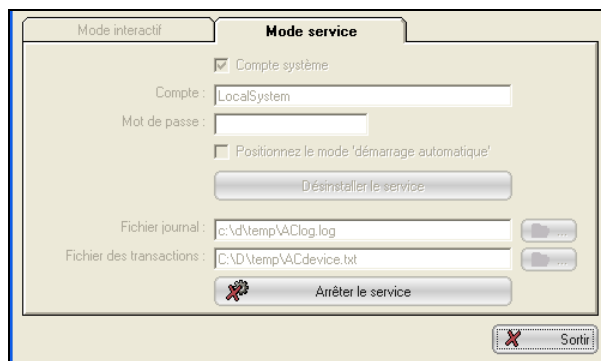 Mode interactif
Mode service
Compte système
Compte :
LocalSystem
Mot de passe :
Positionnez le mode 'démarrage automatique'
Désinstaller le service
Fichier journal :
c:\d\temp\AClog.log
...
Fichier des transactions :
C:\D\temp\ACdevice.txt
...
Arrêter le service
Sortir